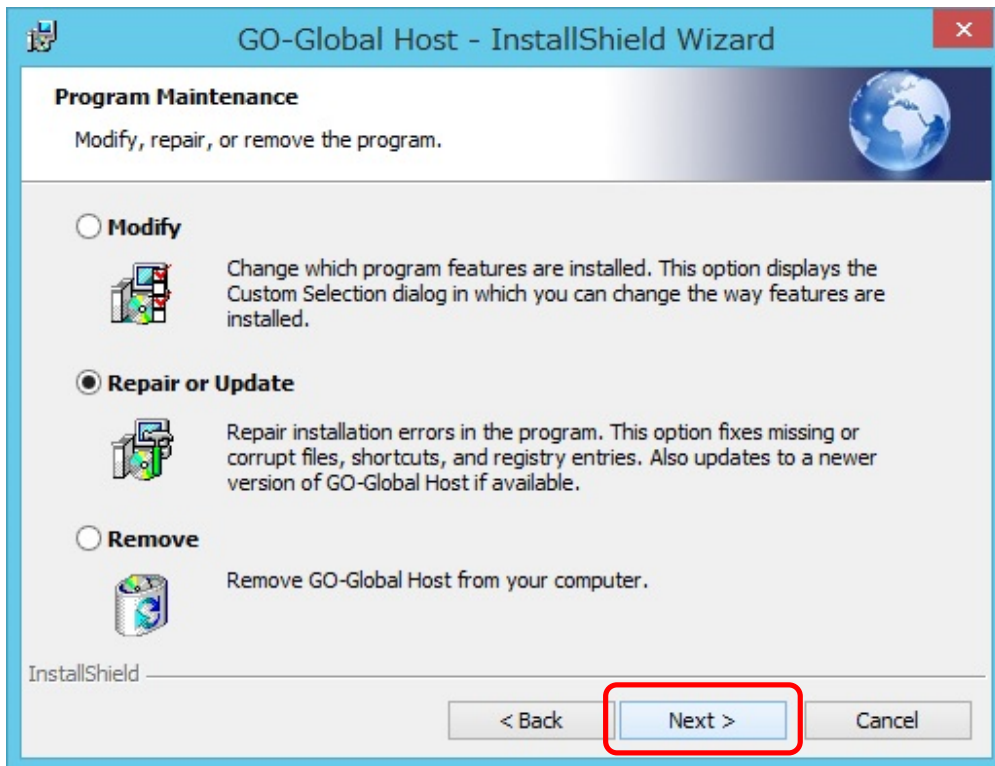 GO-Global Host - InstallShield Wizard
Program Maintenance
Modify, repair, or remove the program.
Modify
Change which program features are installed. This option displays the
Custom Selection dialog in which you can change the way features are
installed.
Repair or Update
Repair installation errors in the program. This option fixes missing or
corrupt files, shortcuts, and registry entries. Also updates to a newer
version of GO-Global Host if available.
Remove
Remove GO-Global Host from your computer.
InstallShield
< Back Next > Cancel